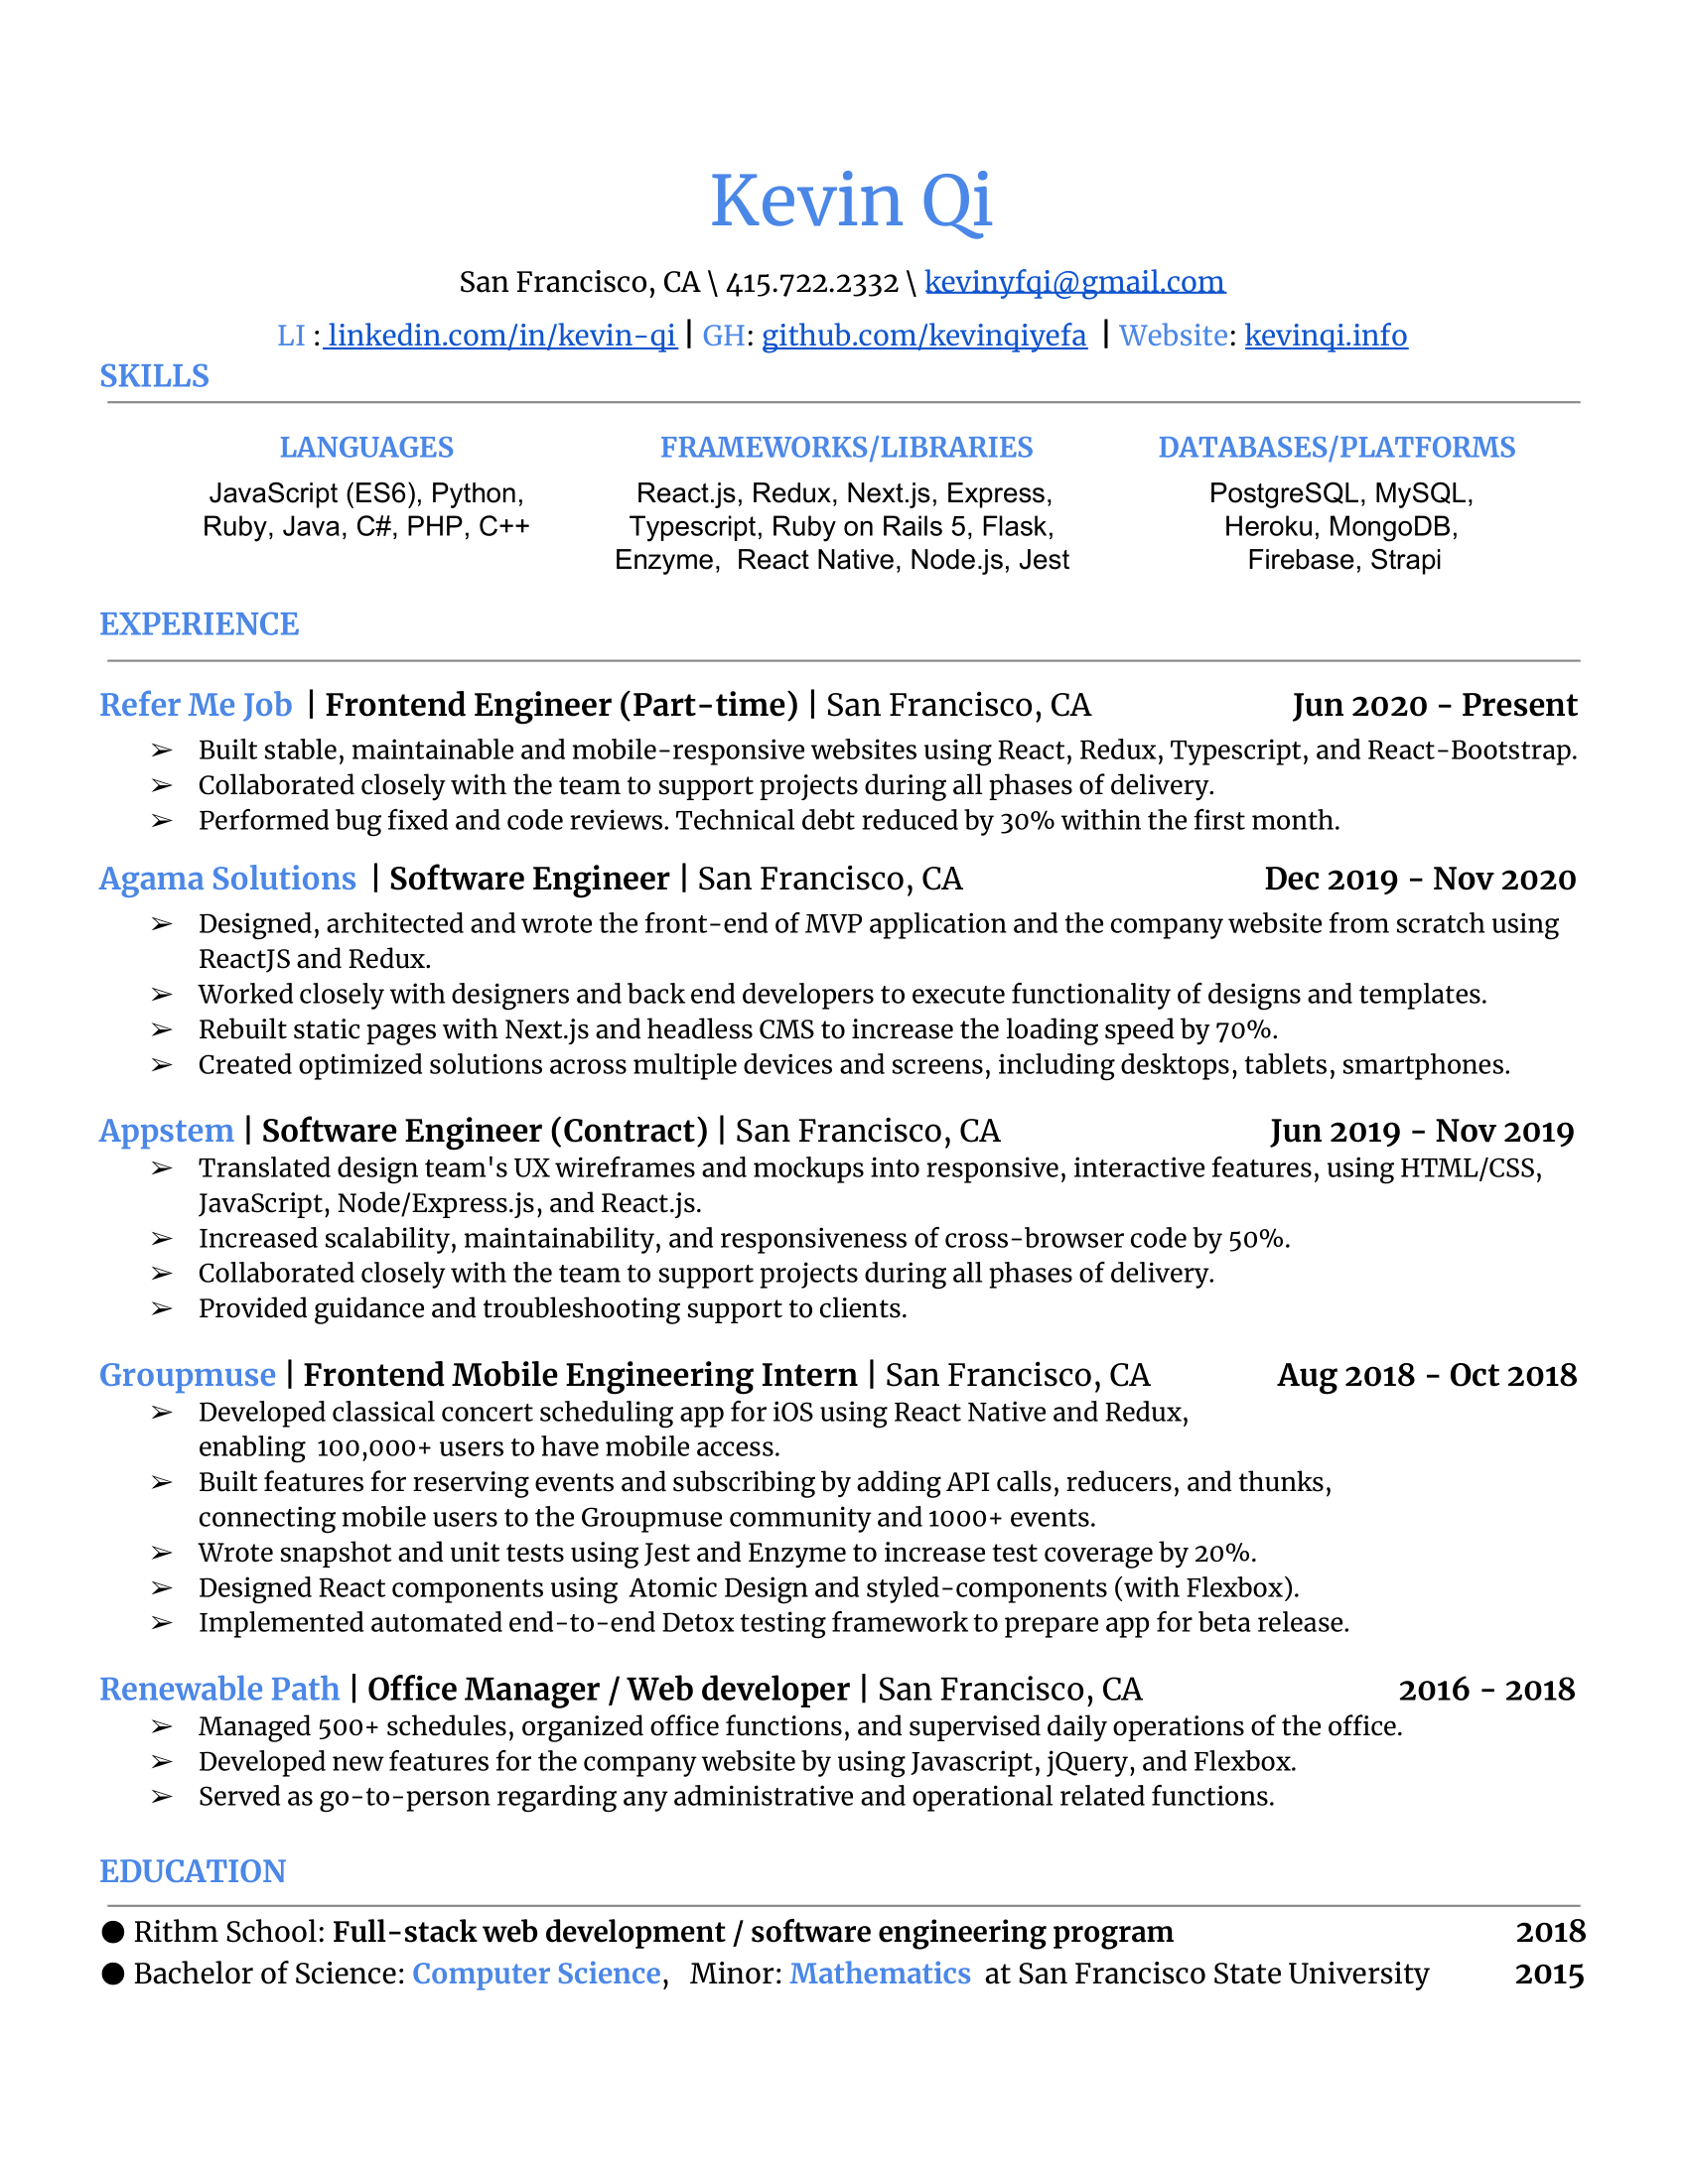 Kevin Qi
San Francisco, CA \ 415.722.2332 \ kevinyfqi@gmail.com
LI : linkedin.com/in/kevin-qi | GH: github.com/kevinqiyefa | Website: kevinqi.info
SKILLS
LANGUAGES
JavaScript (ES6), Python,
Ruby, Java, C#, PHP, C++
FRAMEWORKS/LIBRARIES
React.js, Redux, Next.js, Express,
Typescript, Ruby on Rails 5, Flask,
Enzyme,  React Native, Node.js, Jest
DATABASES/PLATFORMS
PostgreSQL, MySQL,
Heroku, MongoDB,
Firebase, Strapi
EXPERIENCE
Refer Me Job | Frontend Engineer (Part-time) | San Francisco, CA Jun 2020 - Present
➢ Built stable, maintainable and mobile-responsive websites using React, Redux, Typescript, and React-Bootstrap.
➢ Collaborated closely with the team to support projects during all phases of delivery.
➢ Performed bug fixed and code reviews. Technical debt reduced by 30% within the first month.
Agama Solutions | Software Engineer | San Francisco, CA Dec 2019 - Nov 2020
➢ Designed, architected and wrote the front-end of MVP application and the company website from scratch using
ReactJS and Redux.
➢ Worked closely with designers and back end developers to execute functionality of designs and templates.
➢ Rebuilt static pages with Next.js and headless CMS to increase the loading speed by 70%.
➢ Created optimized solutions across multiple devices and screens, including desktops, tablets, smartphones.
Appstem | Software Engineer (Contract) | San Francisco, CA Jun 2019 - Nov 2019
➢ Translated design team's UX wireframes and mockups into responsive, interactive features, using HTML/CSS,
JavaScript, Node/Express.js, and React.js.
➢ Increased scalability, maintainability, and responsiveness of cross-browser code by 50%.
➢ Collaborated closely with the team to support projects during all phases of delivery.
➢ Provided guidance and troubleshooting support to clients.
Groupmuse | Frontend Mobile Engineering Intern | San Francisco, CA Aug 2018 - Oct 2018
➢ Developed classical concert scheduling app for iOS using React Native and Redux,
enabling  100,000+ users to have mobile access.
➢ Built features for reserving events and subscribing by adding API calls, reducers, and thunks,
connecting mobile users to the Groupmuse community and 1000+ events.
➢ Wrote snapshot and unit tests using Jest and Enzyme to increase test coverage by 20%.
➢ Designed React components using  Atomic Design and styled-components (with Flexbox).
➢ Implemented automated end-to-end Detox testing framework to prepare app for beta release.
Renewable Path | Office Manager / Web developer | San Francisco, CA 2016 - 2018
➢ Managed 500+ schedules, organized office functions, and supervised daily operations of the office.
➢ Developed new features for the company website by using Javascript, jQuery, and Flexbox.
➢ Served as go-to-person regarding any administrative and operational related functions.
EDUCATION
● Rithm School: Full-stack web development / software engineering program 2018
● Bachelor of Science: Computer Science,  Minor: Mathematics  at San Francisco State University 2015